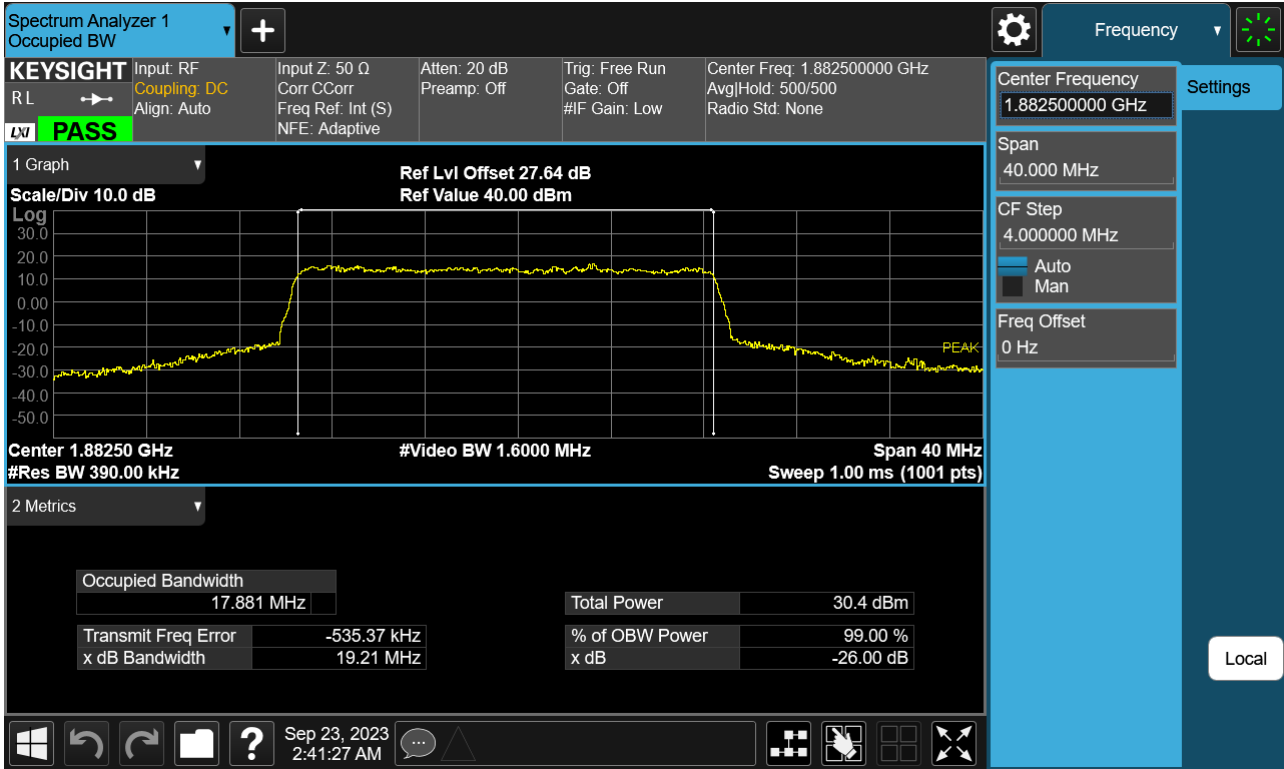 Spectrum Analyzer 1
Occupied BW
Frequency
KEYSIGHT
R L
LXI
PASS
Input: RF
Coupling: DC
Align: Auto
Input Z: 50 Ω
Corr CCorr
Freq Ref: Int (S)
NFE: Adaptive
Atten: 20 dB
Preamp: Off
Trig: Free Run
Gate: Off
#IF Gain: Low
Center Freq: 1.882500000 GHz
Avg|Hold: 500/500
Radio Std: None
Center Frequency
1.882500000 GHz
Settings
Span
40.000 MHz
CF Step
4.000000 MHz
Auto
Man
Freq Offset
0 Hz
Local
1 Graph
Scale/Div 10.0 dB
Ref Lvl Offset 27.64 dB
Ref Value 40.00 dBm
Log
30.0
20.0
10.0
0.00
-10.0
-20.0
-30.0
-40.0
-50.0
PEAK
Center 1.88250 GHz
#Video BW 1.6000 MHz
Span 40 MHz
#Res BW 390.00 kHz
Sweep 1.00 ms (1001 pts)
2 Metrics
Occupied Bandwidth
17.881 MHz
Total Power 30.4 dBm
Transmit Freq Error -535.37 kHz
% of OBW Power 99.00 %
x dB Bandwidth 19.21 MHz
x dB -26.00 dB
?
Sep 23, 2023
2:41:27 AM